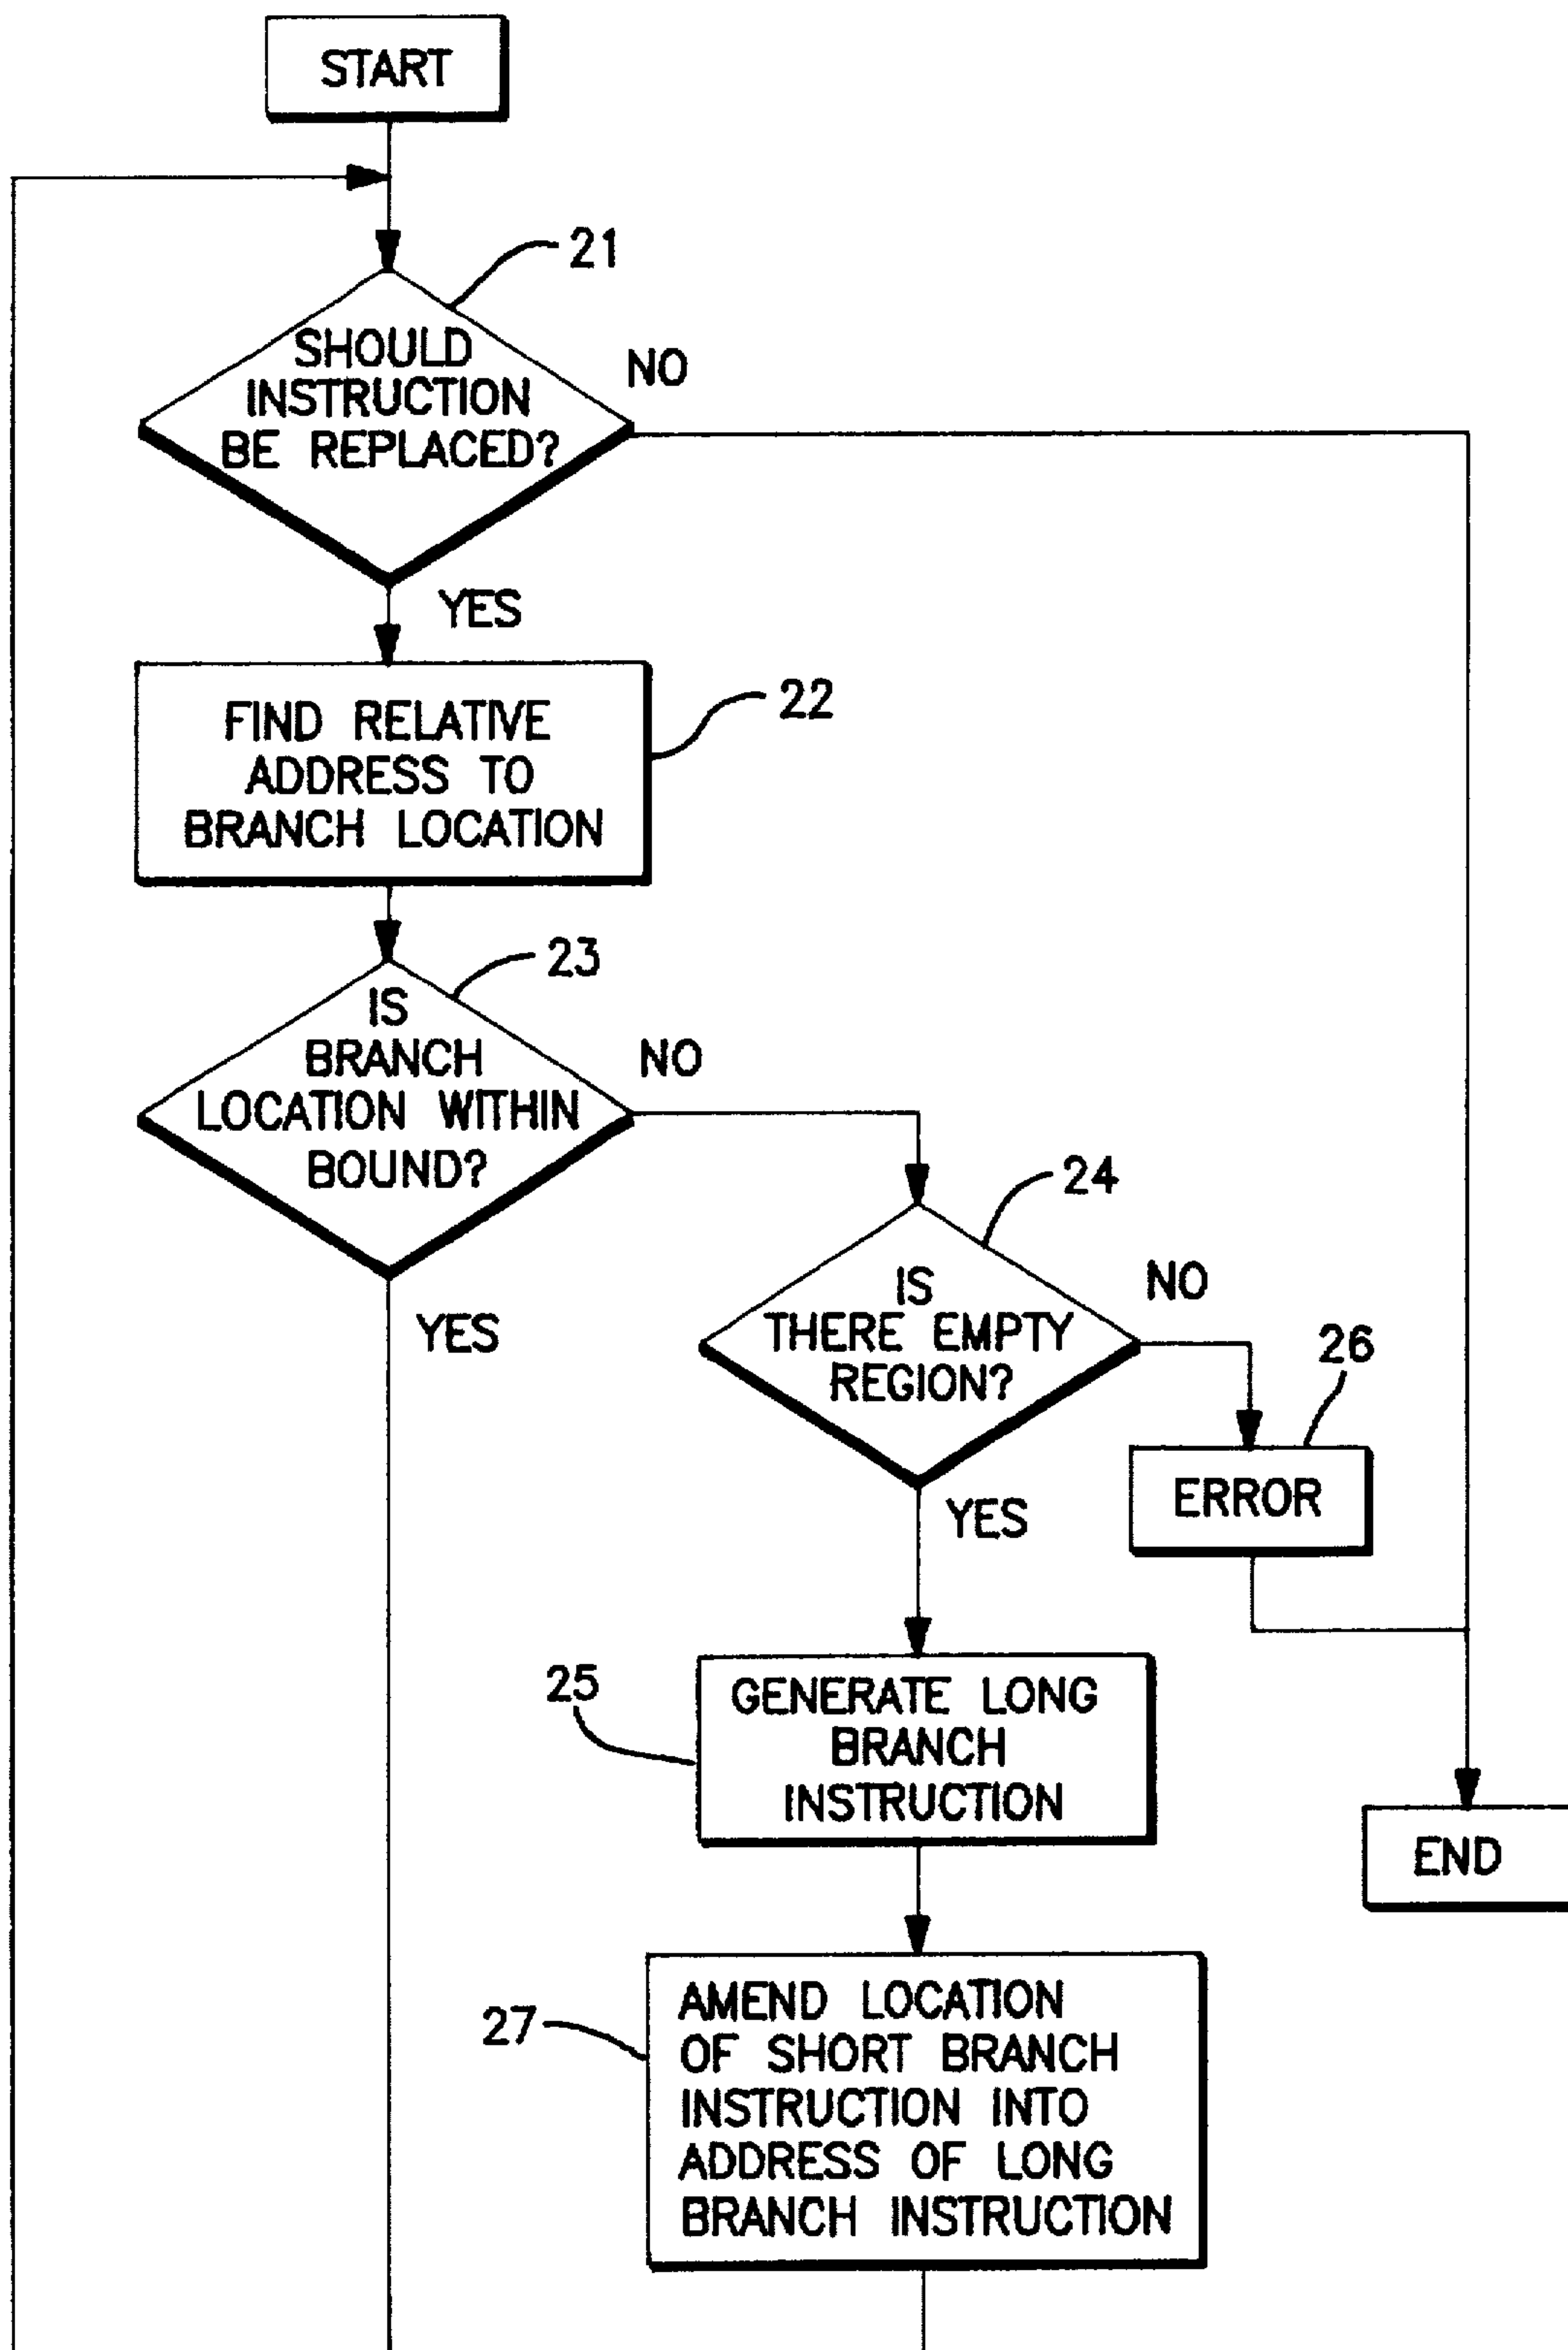 START
21
SHOULD
INSTRUCTION
BE REPLACED?
NO
YES
22
FIND RELATIVE
ADDRESS TO
BRANCH LOCATION
23
IS
BRANCH
LOCATION WITHIN
BOUND?
NO
YES
24
IS
THERE EMPTY
REGION?
NO
YES
26
ERROR
25
GENERATE LONG
BRANCH
INSTRUCTION
END
27
AMEND LOCATION
OF SHORT BRANCH
INSTRUCTION INTO
ADDRESS OF LONG
BRANCH INSTRUCTION